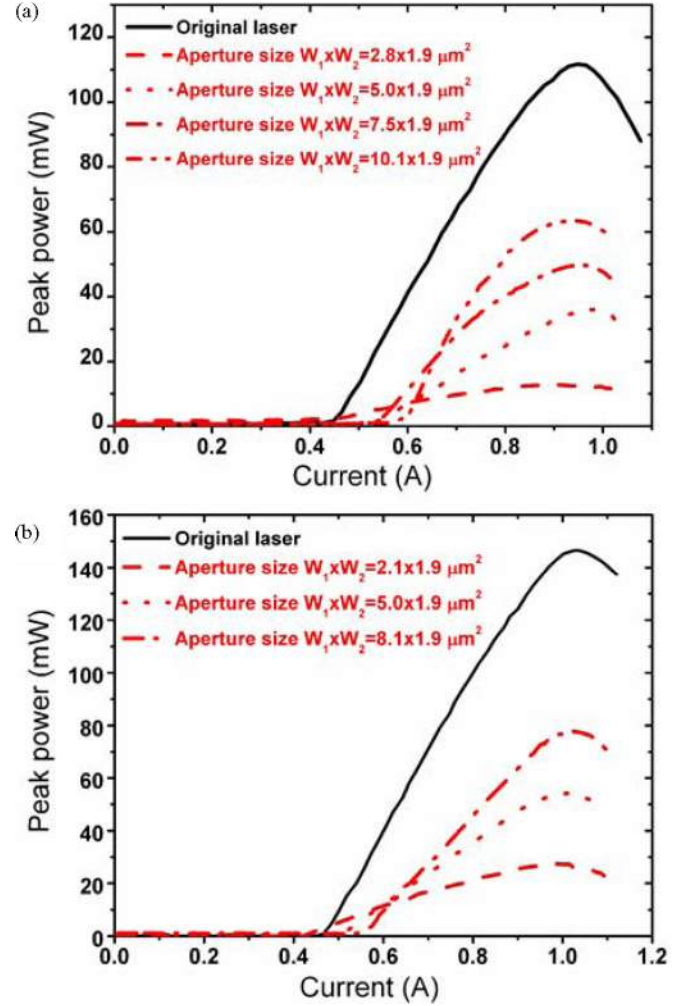 (a)
120
100
80
60
40
20
0
Peak power (mW)
Original laser
Aperture size W₁xW₂=2.8x1.9 μm²
Aperture size W₁xW₂=5.0x1.9 μm²
Aperture size W₁xW₂=7.5x1.9 μm²
Aperture size W₁xW₂=10.1x1.9 μm²
0.0 0.2 0.4 0.6 0.8 1.0
Current (A)
(b)
160
140
120
100
80
60
40
20
0
Peak power (mW)
Original laser
Aperture size W₁xW₂=2.1x1.9 μm²
Aperture size W₁xW₂=5.0x1.9 μm²
Aperture size W₁xW₂=8.1x1.9 μm²
0.0 0.2 0.4 0.6 0.8 1.0 1.2
Current (A)